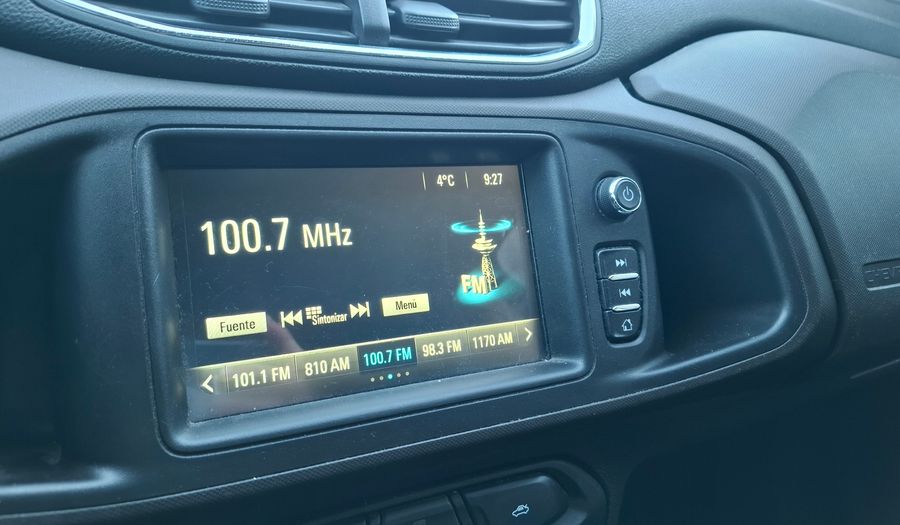 4°C 9:27
100.7 MHz
FM
Fuente Sintonizar Menú
101.1 FM 810 AM 100.7 FM 98.3 FM 1170 AM